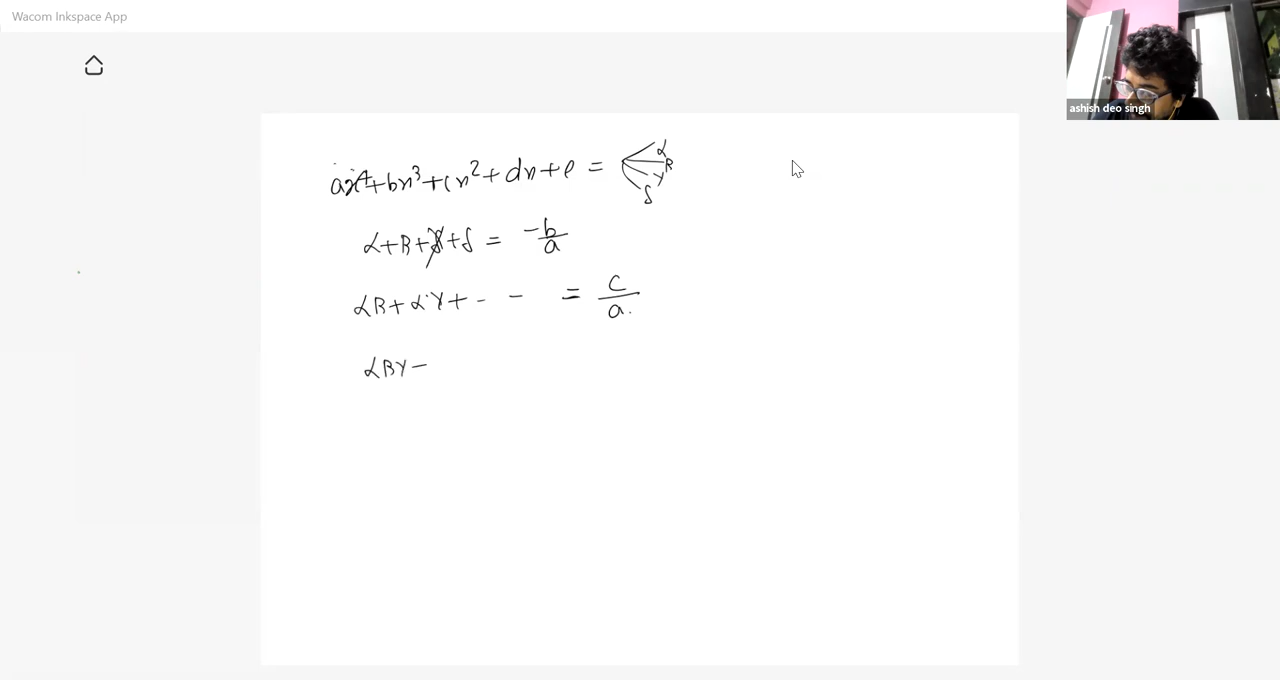 Wacom Inkspace App
ashish deo singh
ax⁴+bx³+cx²+dx+e = α
β
γ
δ
α+β+γ+δ = -b/a
αβ+αγ+ - - = c/a.
αβγ -